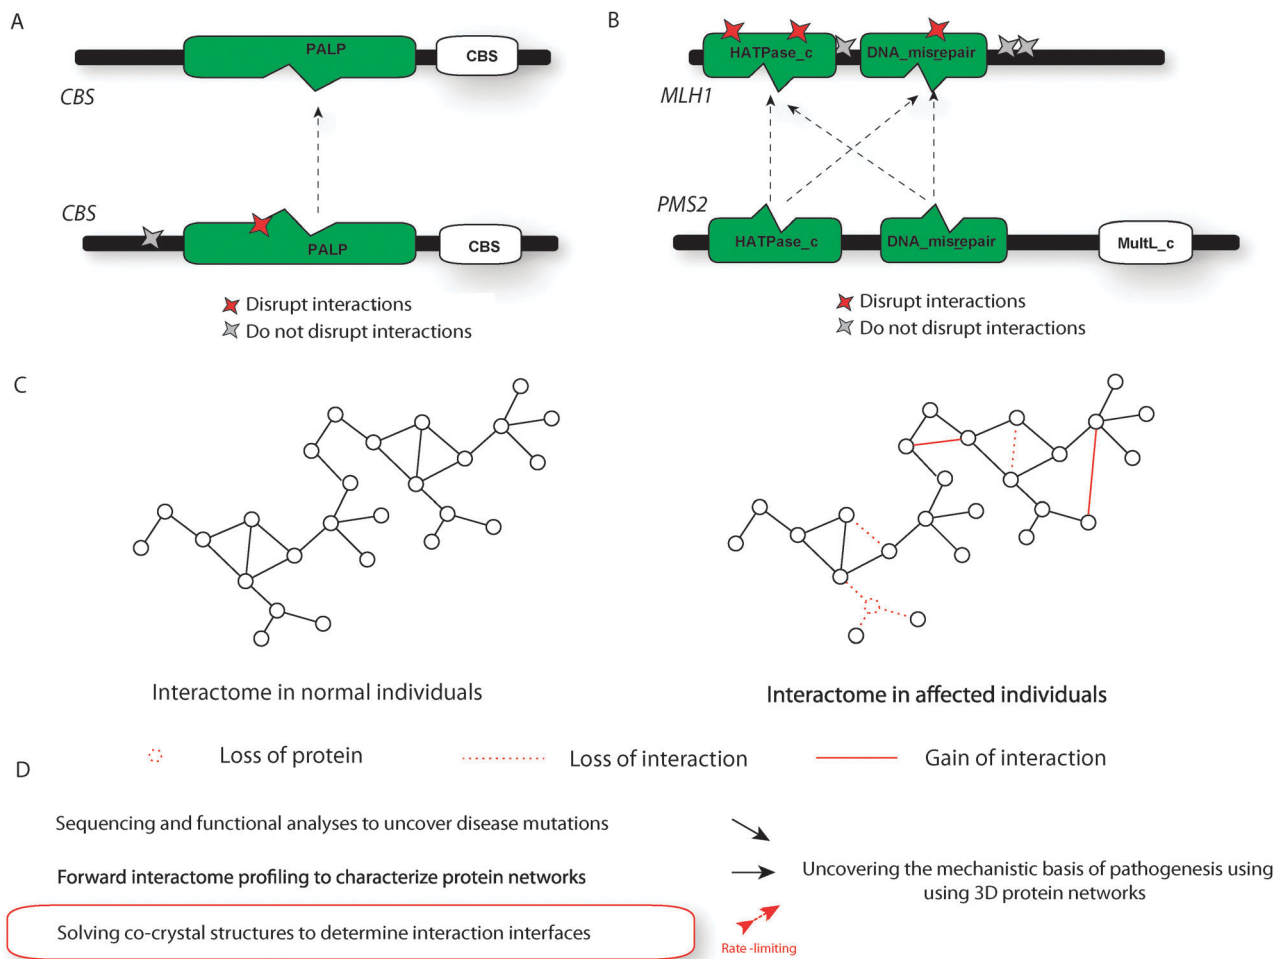 A
PALP
CBS
CBS
CBS
PALP
CBS
Disrupt interactions
Do not disrupt interactions
B
HATPase_c
DNA_misrepair
MLH1
PMS2
HATPase_c
DNA_misrepair
MultL_c
Disrupt interactions
Do not disrupt interactions
C
Interactome in normal individuals
Interactome in affected individuals
Loss of protein
Loss of interaction
Gain of interaction
D
Sequencing and functional analyses to uncover disease mutations
Forward interactome profiling to characterize protein networks
Solving co-crystal structures to determine interaction interfaces
Rate -limiting
Uncovering the mechanistic basis of pathogenesis using
using 3D protein networks